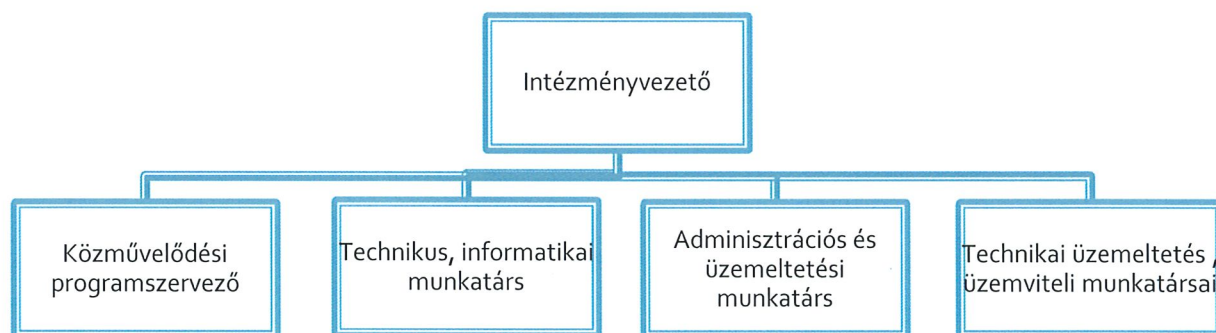 Intézményvezető
Közművelődési
programszervező
Technikus, informatikai
munkatárs
Adminisztrációs és
üzemeltetési
munkatárs
Technikai üzemeltetés ,
üzemviteli munkatársai